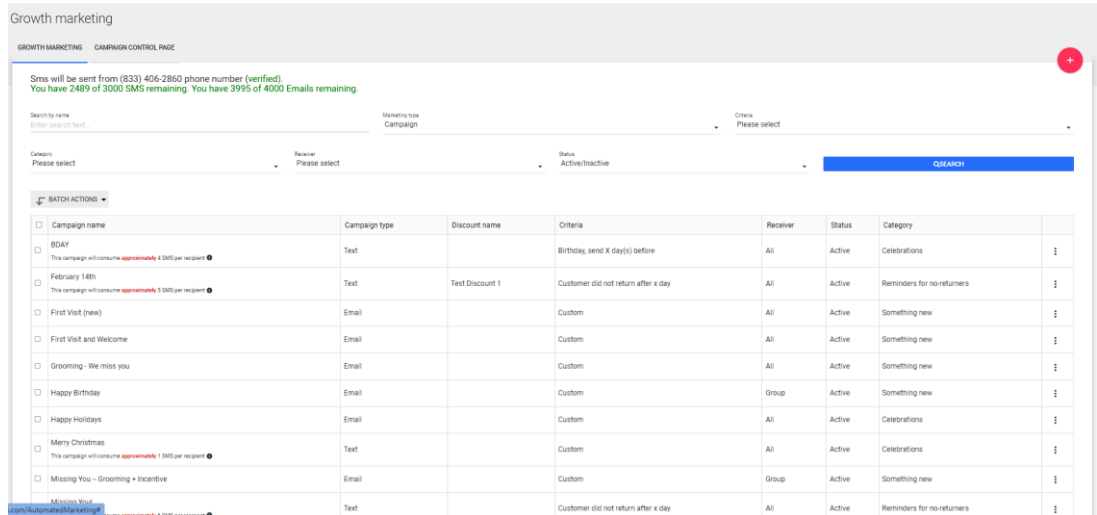 Growth marketing
GROWTH MARKETING CAMPAIGN CONTROL PAGE
+
Sms will be sent from (833) 406-2860 phone number (verified).
You have 2489 of 3000 SMS remaining. You have 3995 of 4000 Emails remaining.
Search by name Marketing type Criteria
Enter search text... Campaign Please select
Category Receiver Status
Please select Please select Active/Inactive SEARCH
BATCH ACTIONS
Campaign name Campaign type Discount name Criteria Receiver Status Category
BDAY
This campaign will consume approximately 4 SMS per recipient
Text Birthday, send X day(s) before All Active Celebrations
February 14th
This campaign will consume approximately 5 SMS per recipient
Text Test Discount 1 Customer did not return after x day All Active Reminders for no-returners
First Visit (new) Email Custom All Active Something new
First Visit and Welcome Email Custom All Active Something new
Grooming - We miss you Email Custom All Active Something new
Happy Birthday Email Custom Group Active Something new
Happy Holidays Email Custom All Active Celebrations
Merry Christmas
This campaign will consume approximately 1 SMS per recipient
Text Custom All Active Celebrations
Missing You – Grooming + Incentive Email Custom Group Active Something new
Missing You!
Text Customer did not return after x day All Active Reminders for no-returners
s.com/AutomatedMarketing#